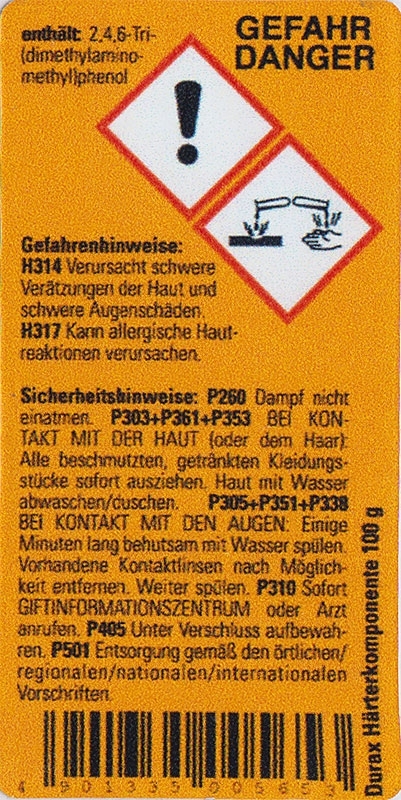 enthält: 2,4,6-Tri-
(dimethylamino-
methyl)phenol
GEFAHR
DANGER
Gefahrenhinweise:
H314 Verursacht schwere
Verätzungen der Haut und
schwere Augenschäden.
H317 Kann allergische Haut-
reaktionen verursachen.
Sicherheitshinweise: P260 Dampf nicht
einatmen. P303+P361+P353 BEI KON-
TAKT MIT DER HAUT (oder dem Haar):
Alle beschmutzten, getränkten Kleidungs-
stücke sofort ausziehen. Haut mit Wasser
abwaschen/duschen. P305+P351+P338
BEI KONTAKT MIT DEN AUGEN: Einige
Minuten lang behutsam mit Wasser spülen.
Vorhandene Kontaktlinsen nach Möglich-
keit entfernen. Weiter spülen. P310 Sofort
GIFTINFORMATIONSZENTRUM oder Arzt
anrufen. P405 Unter Verschluss aufbewah-
ren. P501 Entsorgung gemäß den örtlichen/
regionalen/nationalen/internationalen
Vorschriften.
Durax Härterkomponente 100 g
4 901335 005653